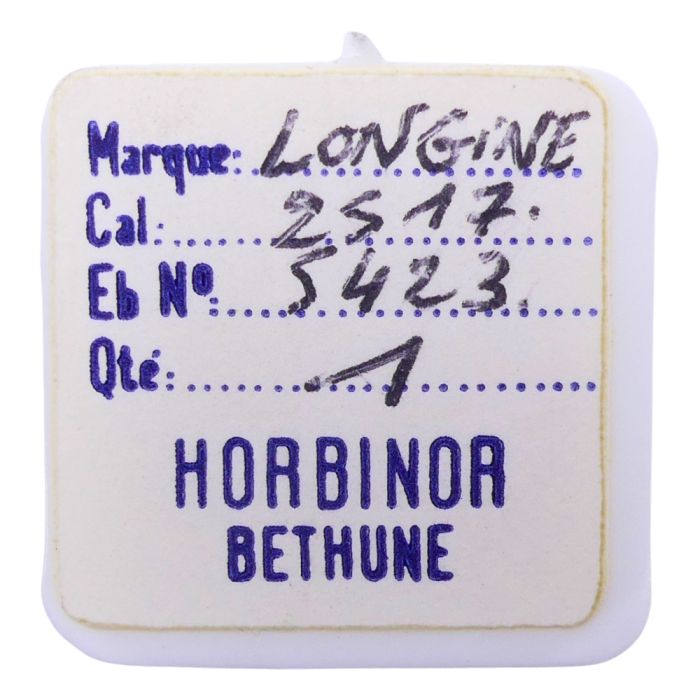 Marque: LONGINE
Cal: 2517.
Eb Nº: 5423.
Qté: 1
HORBINOR
BETHUNE